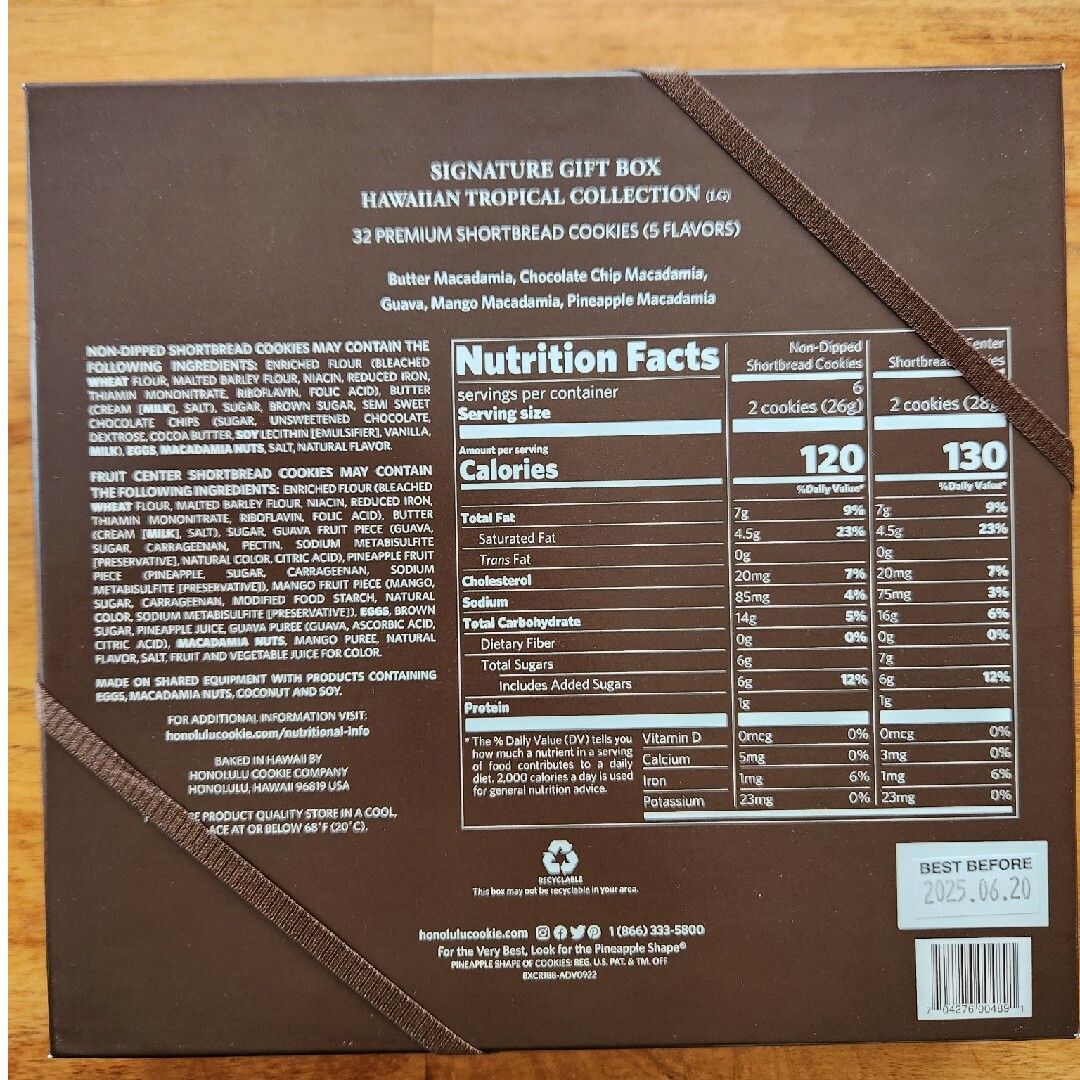 SIGNATURE GIFT BOX
HAWAIIAN TROPICAL COLLECTION (LG)
32 PREMIUM SHORTBREAD COOKIES (5 FLAVORS)
Butter Macadamia, Chocolate Chip Macadamia,
Guava, Mango Macadamia, Pineapple Macadamia
NON-DIPPED SHORTBREAD COOKIES MAY CONTAIN THE
FOLLOWING INGREDIENTS: ENRICHED FLOUR (BLEACHED
WHEAT FLOUR, MALTED BARLEY FLOUR, NIACIN, REDUCED IRON,
THIAMIN MONONITRATE, RIBOFLAVIN, FOLIC ACID), BUTTER
(CREAM [MILK], SALT), SUGAR, BROWN SUGAR, SEMI SWEET
CHOCOLATE CHIPS (SUGAR, UNSWEETENED CHOCOLATE,
DEXTROSE, COCOA BUTTER, SOY LECITHIN [EMULSIFIER], VANILLA,
MILK), EGGS, MACADAMIA NUTS, SALT, NATURAL FLAVOR.
FRUIT CENTER SHORTBREAD COOKIES MAY CONTAIN
THE FOLLOWING INGREDIENTS: ENRICHED FLOUR (BLEACHED
WHEAT FLOUR, MALTED BARLEY FLOUR, NIACIN, REDUCED IRON,
THIAMIN MONONITRATE, RIBOFLAVIN, FOLIC ACID). BUTTER
(CREAM [MILK], SALT), SUGAR, GUAVA FRUIT PIECE (GUAVA,
SUGAR, CARRAGEENAN, PECTIN, SODIUM METABISULFITE
[PRESERVATIVE], NATURAL COLOR, CITRIC ACID), PINEAPPLE FRUIT
PIECE (PINEAPPLE, SUGAR, CARRAGEENAN, SODIUM
METABISULFITE [PRESERVATIVE]), MANGO FRUIT PIECE (MANGO,
SUGAR, CARRAGEENAN, MODIFIED FOOD STARCH, NATURAL
COLOR, SODIUM METABISULFITE [PRESERVATIVE]), EGGS, BROWN
SUGAR, PINEAPPLE JUICE, GUAVA PUREE (GUAVA, ASCORBIC ACID,
CITRIC ACID), MACADAMIA NUTS, MANGO PUREE, NATURAL
FLAVOR, SALT, FRUIT AND VEGETABLE JUICE FOR COLOR.
MADE ON SHARED EQUIPMENT WITH PRODUCTS CONTAINING
EGGS, MACADAMIA NUTS, COCONUT AND SOY.
FOR ADDITIONAL INFORMATION VISIT:
honolulucookie.com/nutritional-info
BAKED IN HAWAII BY
HONOLULU COOKIE COMPANY
HONOLULU, HAWAII 96819 USA
PRODUCT QUALITY STORE IN A COOL,
AT OR BELOW 68°F (20°C).
Nutrition Facts
Non-Dipped
Shortbread Cookies
Center
servings per container 6
Serving size 2 cookies (26g) 2 cookies (28g
Amount per serving
Calories 120 130
%Daily Value* %Daily Value*
Total Fat 7g 9% 7g 9%
Saturated Fat 4.5g 23% 4.5g 23%
Trans Fat 0g 0g
Cholesterol 20mg 7% 20mg 7%
Sodium 85mg 4% 75mg 3%
Total Carbohydrate 14g 5% 16g 6%
Dietary Fiber 0g 0% 0g 0%
Total Sugars 6g 7g
Includes Added Sugars 6g 12% 6g 12%
Protein 1g 1g
* The % Daily Value (DV) tells you
how much a nutrient in a serving
of food contributes to a daily
diet. 2,000 calories a day is used
for general nutrition advice.
Vitamin D 0mcg 0% 0mcg 0%
Calcium 5mg 0% 3mg 0%
Iron 1mg 6% 1mg 6%
Potassium 23mg 0% 23mg 0%
RECYCLABLE
This box may not be recyclable in your area.
honolulucookie.com 1 (866) 333-5800
For the Very Best, Look for the Pineapple Shape®
PINEAPPLE SHAPE OF COOKIES: REG. U.S. PAT. & TM. OFF
BXCR1BB-ADV0922
BEST BEFORE
2025.06.20
7 04276 00489 1